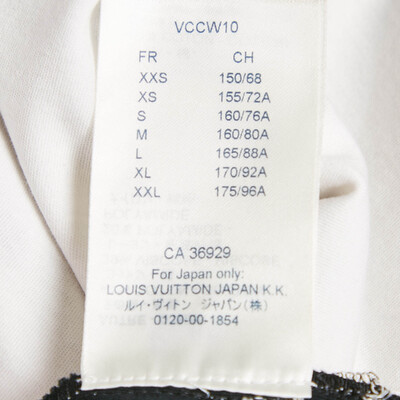 VCCW10
FR CH
XXS 150/68
XS 155/72A
S 160/76A
M 160/80A
L 165/88A
XL 170/92A
XXL 175/96A
CA 36929
For Japan only:
LOUIS VUITTON JAPAN K.K.
ルイ・ヴィトン ジャパン(株)
0120-00-1854